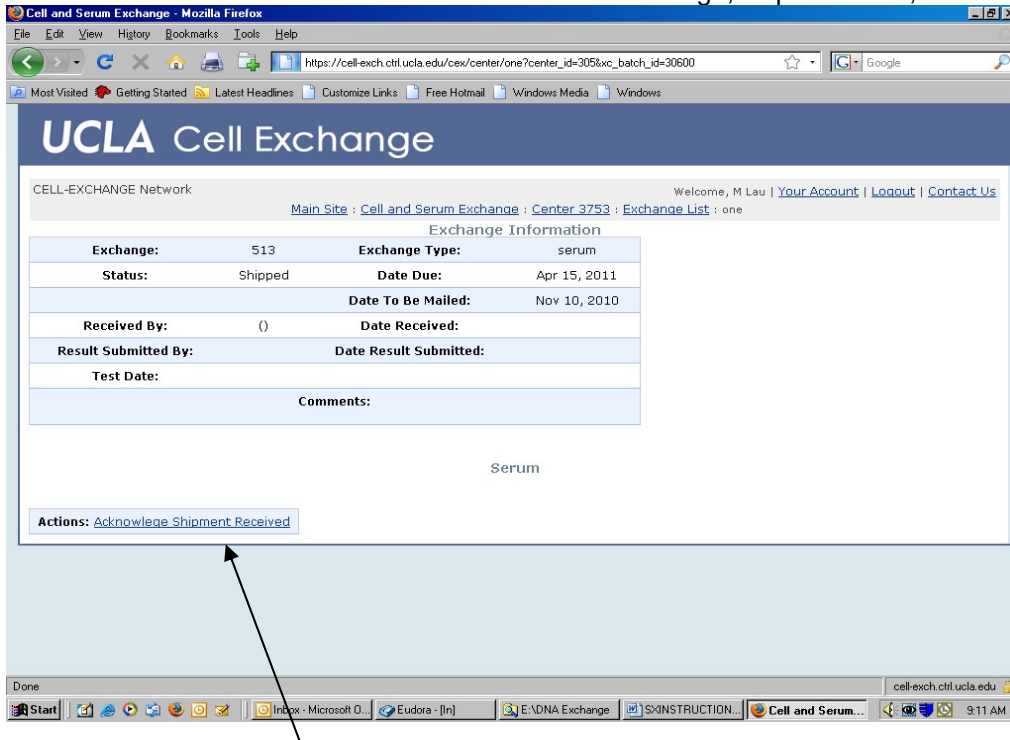 Cell and Serum Exchange - Mozilla Firefox
File Edit View History Bookmarks Tools Help
https://cell-exch.ctrl.ucla.edu/cex/center/one?center_id=305&xc_batch_id=30600 G Google
Most Visited Getting Started Latest Headlines Customize Links Free Hotmail Windows Media Windows
UCLA Cell Exchange
CELL-EXCHANGE Network
Welcome, M Lau | Your Account | Logout | Contact Us
Main Site : Cell and Serum Exchange : Center 3753 : Exchange List : one
Exchange Information
Exchange: 513 Exchange Type: serum
Status: Shipped Date Due: Apr 15, 2011
Date To Be Mailed: Nov 10, 2010
Received By: () Date Received:
Result Submitted By: Date Result Submitted:
Test Date:
Comments:
Serum
Actions: Acknowlege Shipment Received
Done cell-exch.ctrl.ucla.edu
Start Inbox - Microsoft O... Eudora - [In] E:\DNA Exchange SXINSTRUCTION... Cell and Serum... 9:11 AM